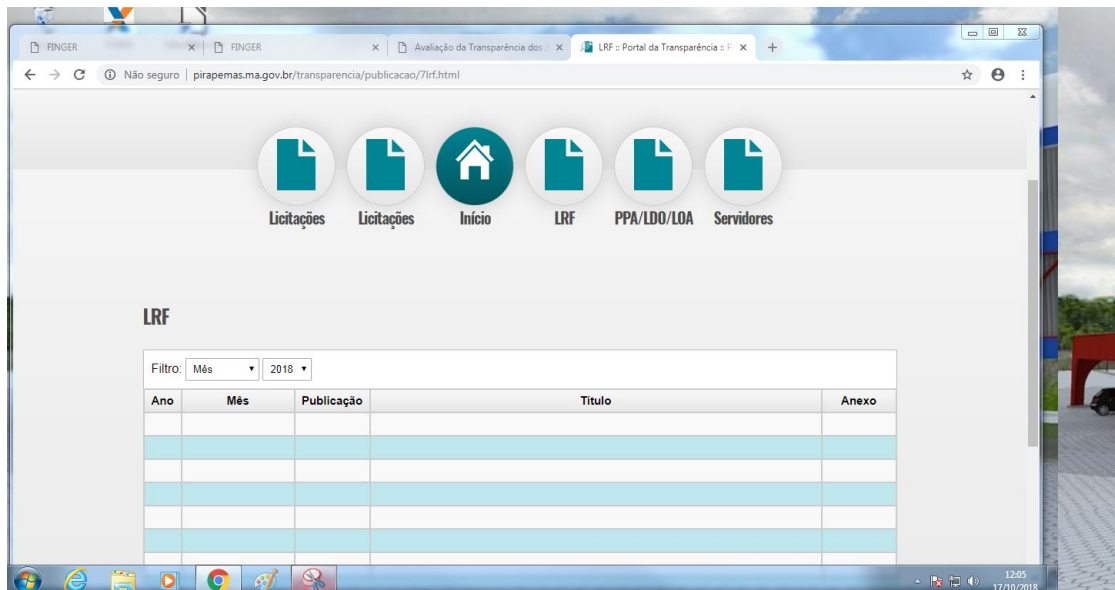 FINGER
FINGER
Avaliação da Transparência dos
LRF :: Portal da Transparência :: P
Não seguro | pirapemas.ma.gov.br/transparencia/publicacao/7lrf.html
Licitações Licitações Início LRF PPA/LDO/LOA Servidores
LRF
Filtro: Mês 2018
Ano Mês Publicação Título Anexo
12:05
17/10/2018